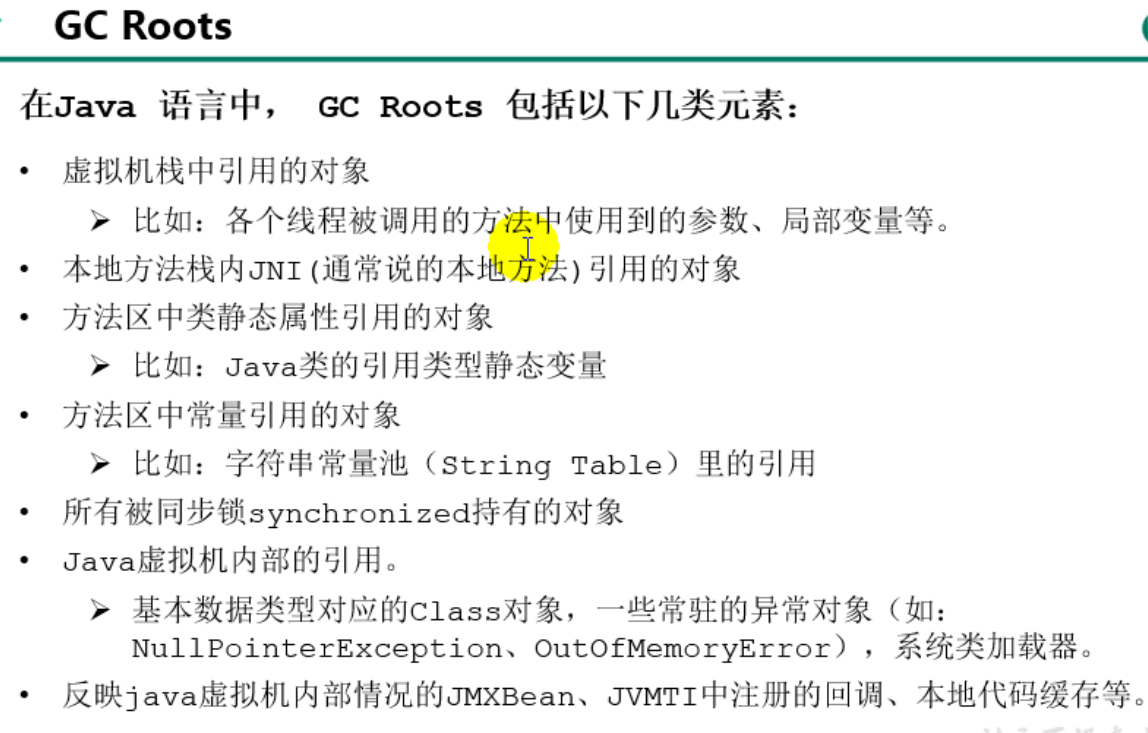 GC Roots
在Java 语言中， GC Roots 包括以下几类元素：
• 虚拟机栈中引用的对象
➢ 比如：各个线程被调用的方法中使用到的参数、局部变量等。
• 本地方法栈内JNI(通常说的本地方法)引用的对象
• 方法区中类静态属性引用的对象
➢ 比如：Java类的引用类型静态变量
• 方法区中常量引用的对象
➢ 比如：字符串常量池（String Table）里的引用
• 所有被同步锁synchronized持有的对象
• Java虚拟机内部的引用。
➢ 基本数据类型对应的Class对象，一些常驻的异常对象（如：
NullPointerException、OutOfMemoryError），系统类加载器。
• 反映java虚拟机内部情况的JMXBean、JVMTI中注册的回调、本地代码缓存等。